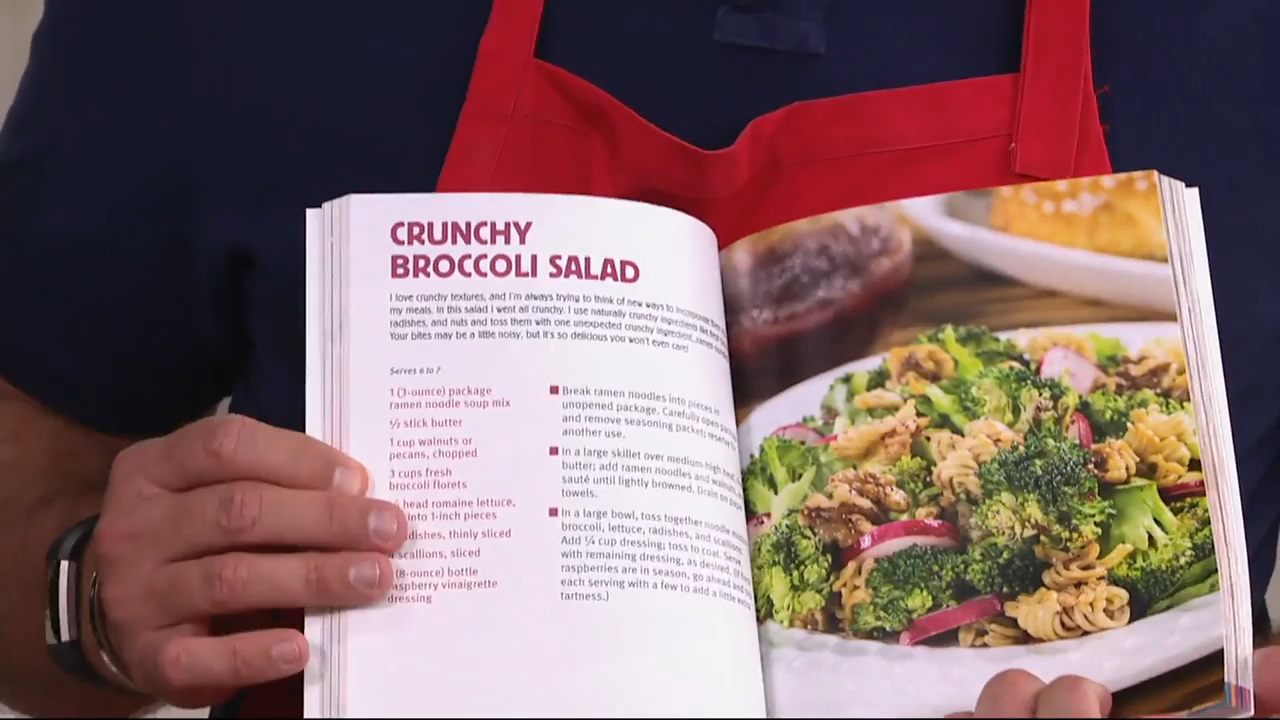 CRUNCHY
BROCCOLI SALAD
I love crunchy textures, and I'm always trying to think of new ways to incorporate
my meals. In this salad I went all crunchy. I use naturally crunchy ingredients like
radishes, and nuts and toss them with one unexpected crunchy ingredient...ramen
Your bites may be a little noisy, but it's so delicious you won't even care!
Serves 6 to 7
1 (3-ounce) package
ramen noodle soup mix
½ stick butter
1 cup walnuts or
pecans, chopped
3 cups fresh
broccoli florets
head romaine lettuce,
into 1-inch pieces
thinly sliced
scallions, sliced
(8-ounce) bottle
vinaigrette
dressing
Break ramen noodles into pieces in
unopened package. Carefully open
and remove seasoning packet; reserve
another use.
In a large skillet over medium-high
butter; add ramen noodles and
sauté until lightly browned. Drain on
towels.
In a large bowl, toss together
broccoli, lettuce, radishes, and scallions.
Add ¼ cup dressing; toss to coat. Serve
with remaining dressing, as desired. (If
raspberries are in season, go ahead and
each serving with a few to add a little
tartness.)